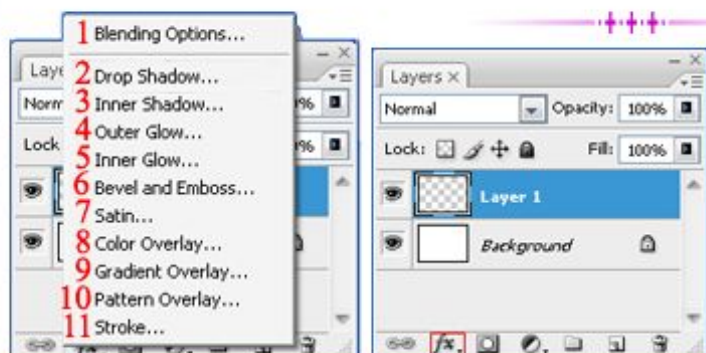 1 Blending Options...
2 Drop Shadow...
3 Inner Shadow...
4 Outer Glow...
5 Inner Glow...
6 Bevel and Emboss...
7 Satin...
8 Color Overlay...
9 Gradient Overlay...
10 Pattern Overlay...
11 Stroke...
Norm
%
Lock
%
Layers ×
Normal Opacity: 100%
Lock: Fill: 100%
Layer 1
Background
fx.